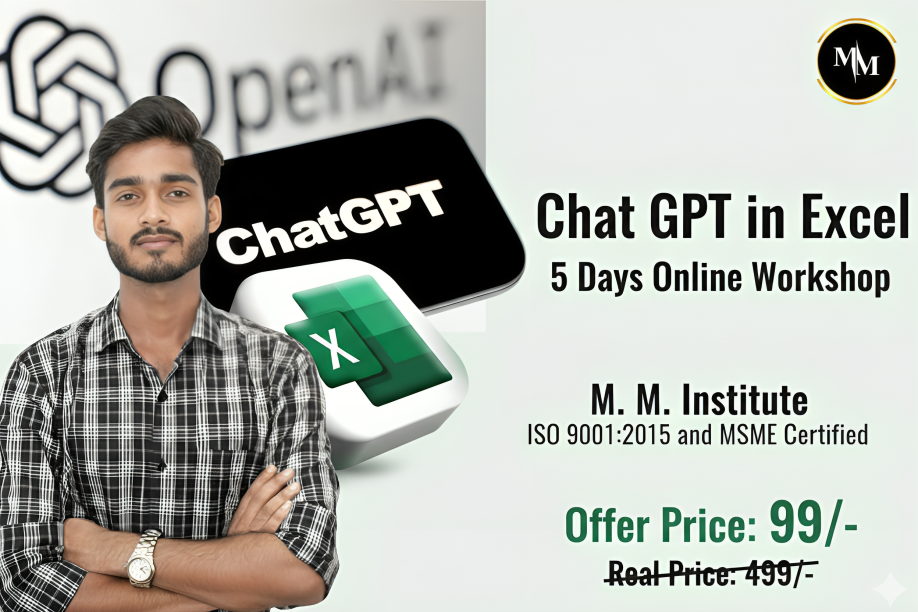 OpenAI
MM
ChatGPT
Chat GPT in Excel
5 Days Online Workshop
X
M. M. Institute
ISO 9001:2015 and MSME Certified
Offer Price: 99/-
Real Price: 499/-